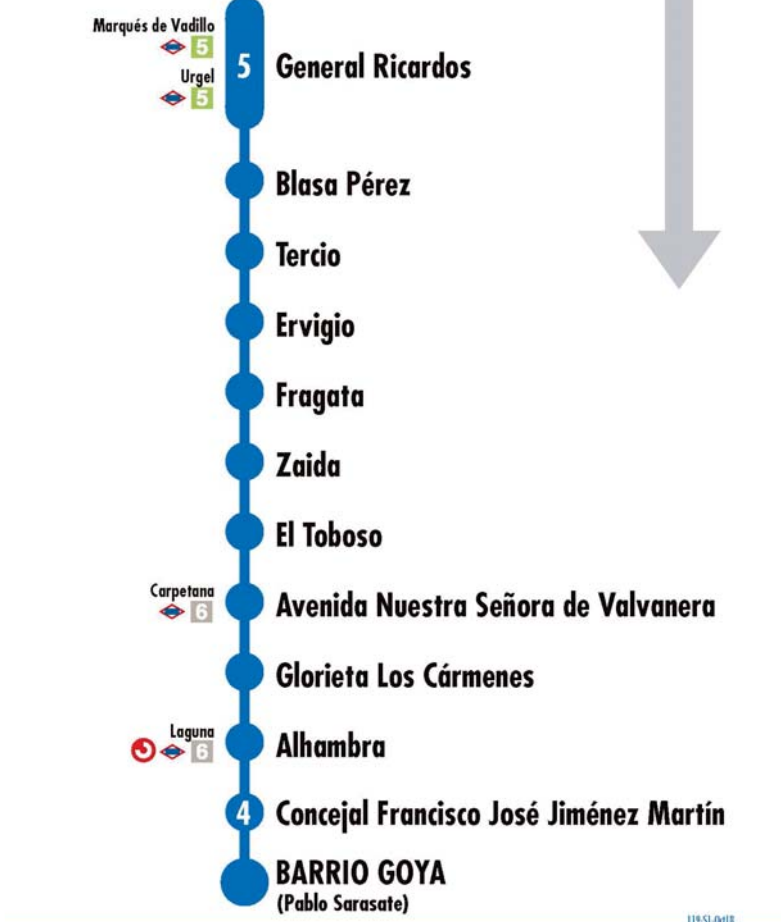 Marqués de Vadillo
5
Urgel
5
5 General Ricardos
Blasa Pérez
Tercio
Ervigio
Fragata
Zaida
El Toboso
Carpetana
6
Avenida Nuestra Señora de Valvanera
Glorieta Los Cármenes
Laguna
6
Alhambra
4 Concejal Francisco José Jiménez Martín
BARRIO GOYA
(Pablo Sarasate)